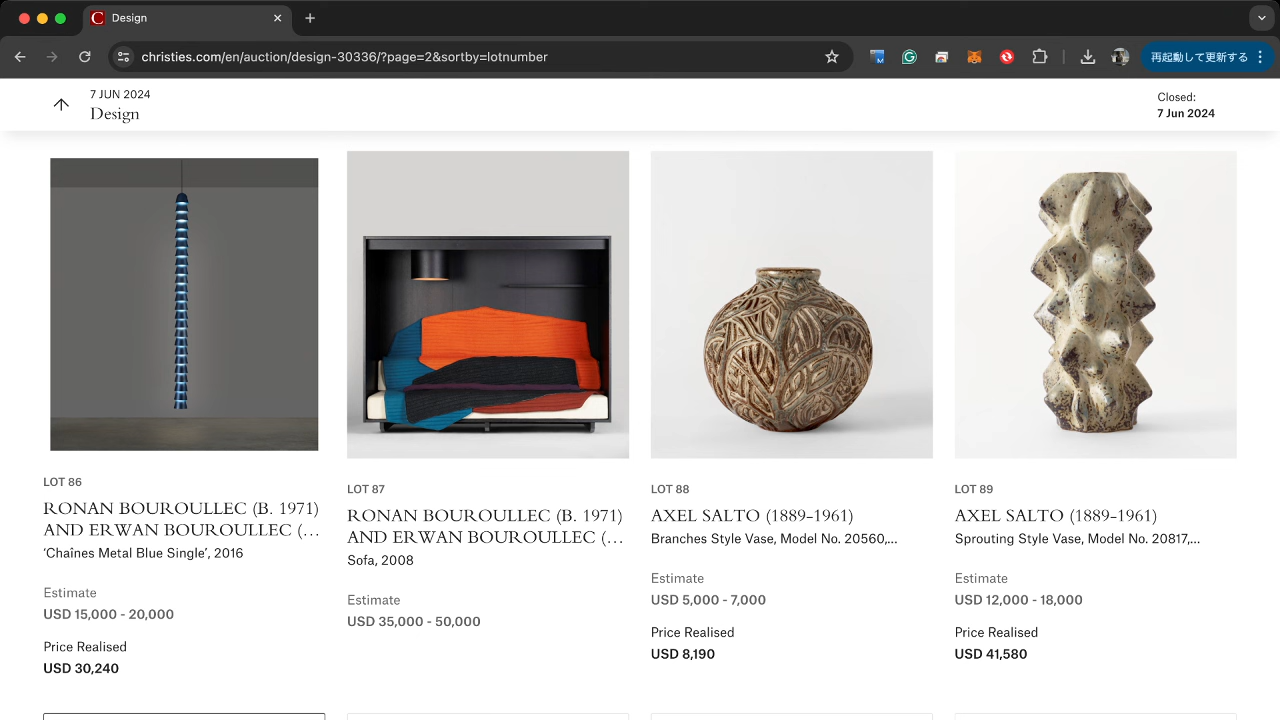 Design
christies.com/en/auction/design-30336/?page=2&sortby=lotnumber
再起動して更新する
7 JUN 2024
Design
Closed:
7 Jun 2024
LOT 86
RONAN BOUROULLEC (B. 1971)
AND ERWAN BOUROULLEC (...
‘Chaînes Metal Blue Single’, 2016
Estimate
USD 15,000 - 20,000
Price Realised
USD 30,240
LOT 87
RONAN BOUROULLEC (B. 1971)
AND ERWAN BOUROULLEC (...
Sofa, 2008
Estimate
USD 35,000 - 50,000
LOT 88
AXEL SALTO (1889-1961)
Branches Style Vase, Model No. 20560,...
Estimate
USD 5,000 - 7,000
Price Realised
USD 8,190
LOT 89
AXEL SALTO (1889-1961)
Sprouting Style Vase, Model No. 20817,...
Estimate
USD 12,000 - 18,000
Price Realised
USD 41,580